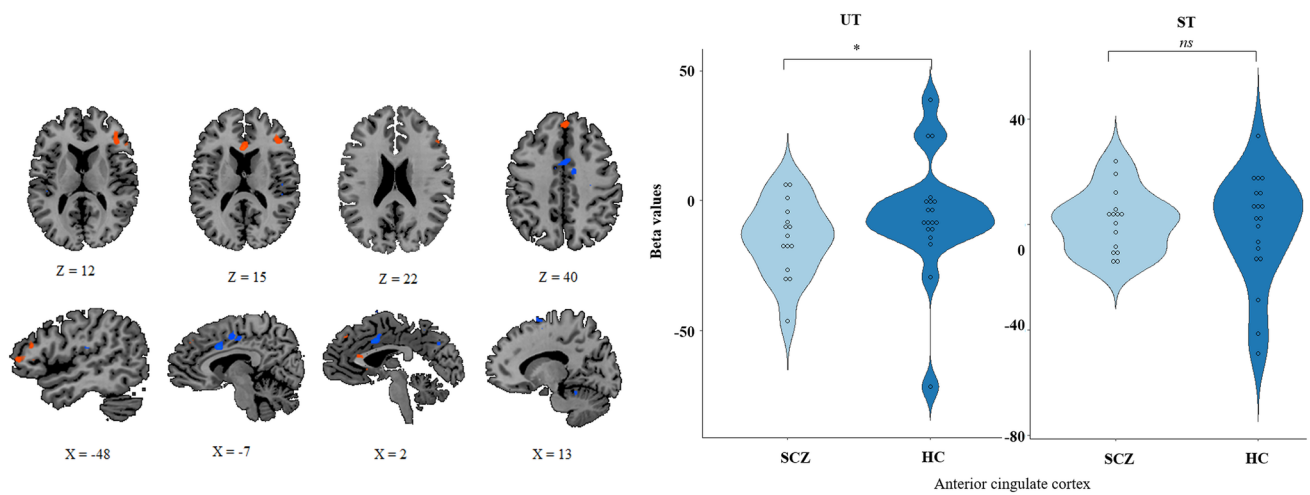 UT
ST
*
ns
50
0
-50
Beta values
40
0
-40
-80
Z = 12
Z = 15
Z = 22
Z = 40
X = -48
X = -7
X = 2
X = 13
SCZ
HC
SCZ
HC
Anterior cingulate cortex